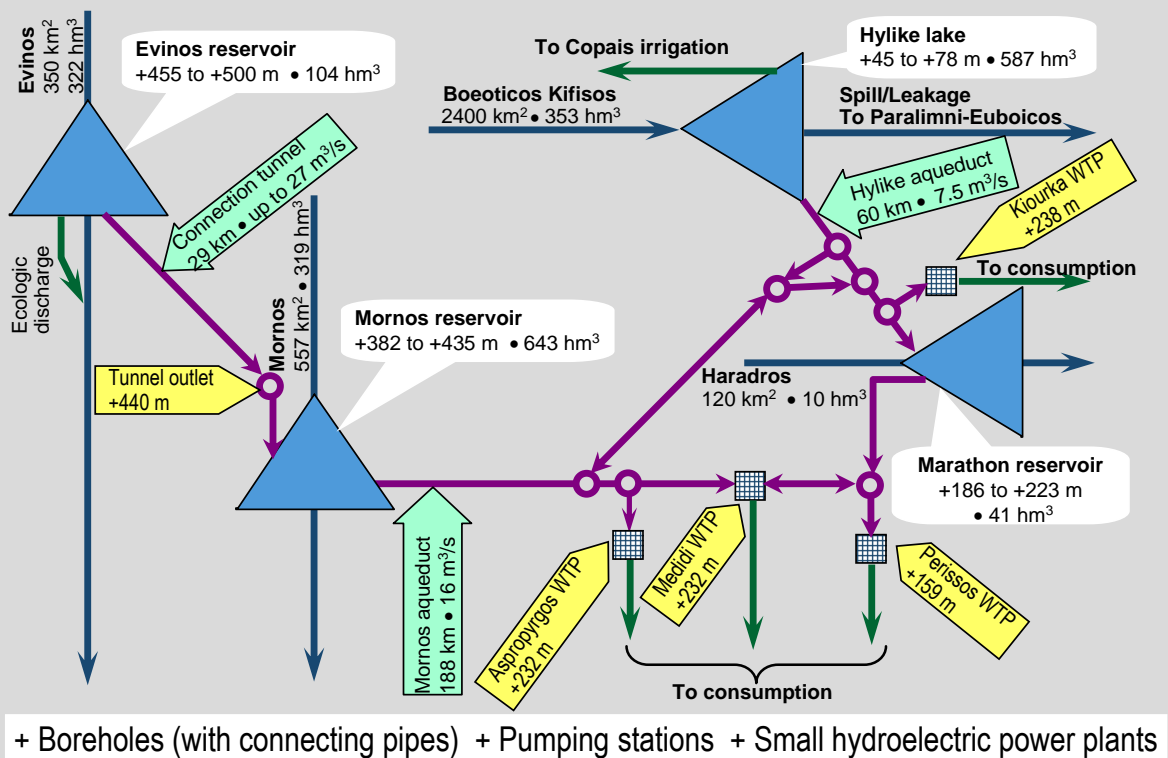 Evinos
350 km²
322 hm³
Evinos reservoir
+455 to +500 m • 104 hm³
To Copais irrigation
Hylike lake
+45 to +78 m • 587 hm³
Boeoticos Kifisos
2400 km² • 353 hm³
Spill/Leakage
To Paralimni-Euboicos
Connection tunnel
29 km • up to 27 m³/s
Hylike aqueduct
60 km • 7.5 m³/s
Kiourka WTP
+238 m
Ecologic
discharge
To consumption
Mornos
557 km² • 319 hm³
Mornos reservoir
+382 to +435 m • 643 hm³
Tunnel outlet
+440 m
Haradros
120 km² • 10 hm³
Marathon reservoir
+186 to +223 m
• 41 hm³
Mornos aqueduct
188 km • 16 m³/s
Aspropyrgos WTP
+232 m
Medidi WTP
+232 m
Perissos WTP
+159 m
To consumption
+ Boreholes (with connecting pipes) + Pumping stations + Small hydroelectric power plants